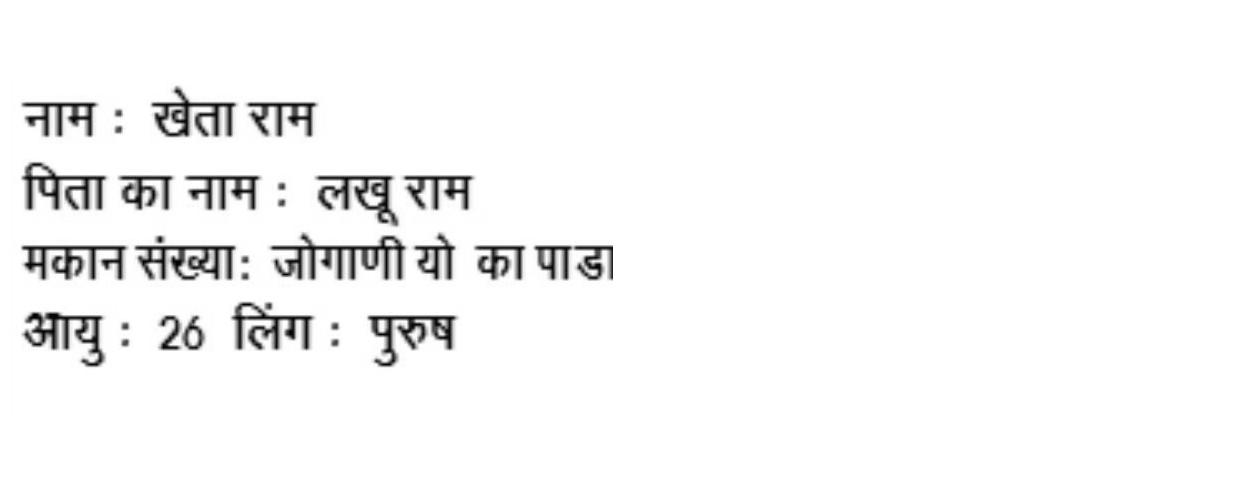 नाम : खेता राम
पिता का नाम : लखू राम
मकान संख्या: जोगाणी यो का पाडा
आयु : 26 लिंग : पुरुष